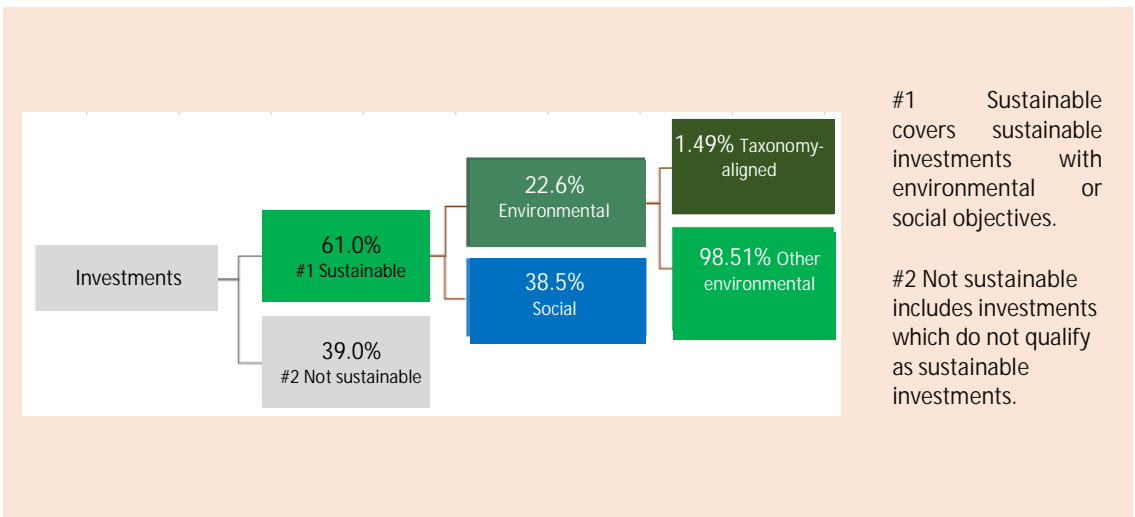 Investments
61.0%
#1 Sustainable
39.0%
#2 Not sustainable
22.6%
Environmental
38.5%
Social
1.49% Taxonomy-
aligned
98.51% Other
environmental
#1 Sustainable
covers sustainable
investments with
environmental or
social objectives.
#2 Not sustainable
includes investments
which do not qualify
as sustainable
investments.